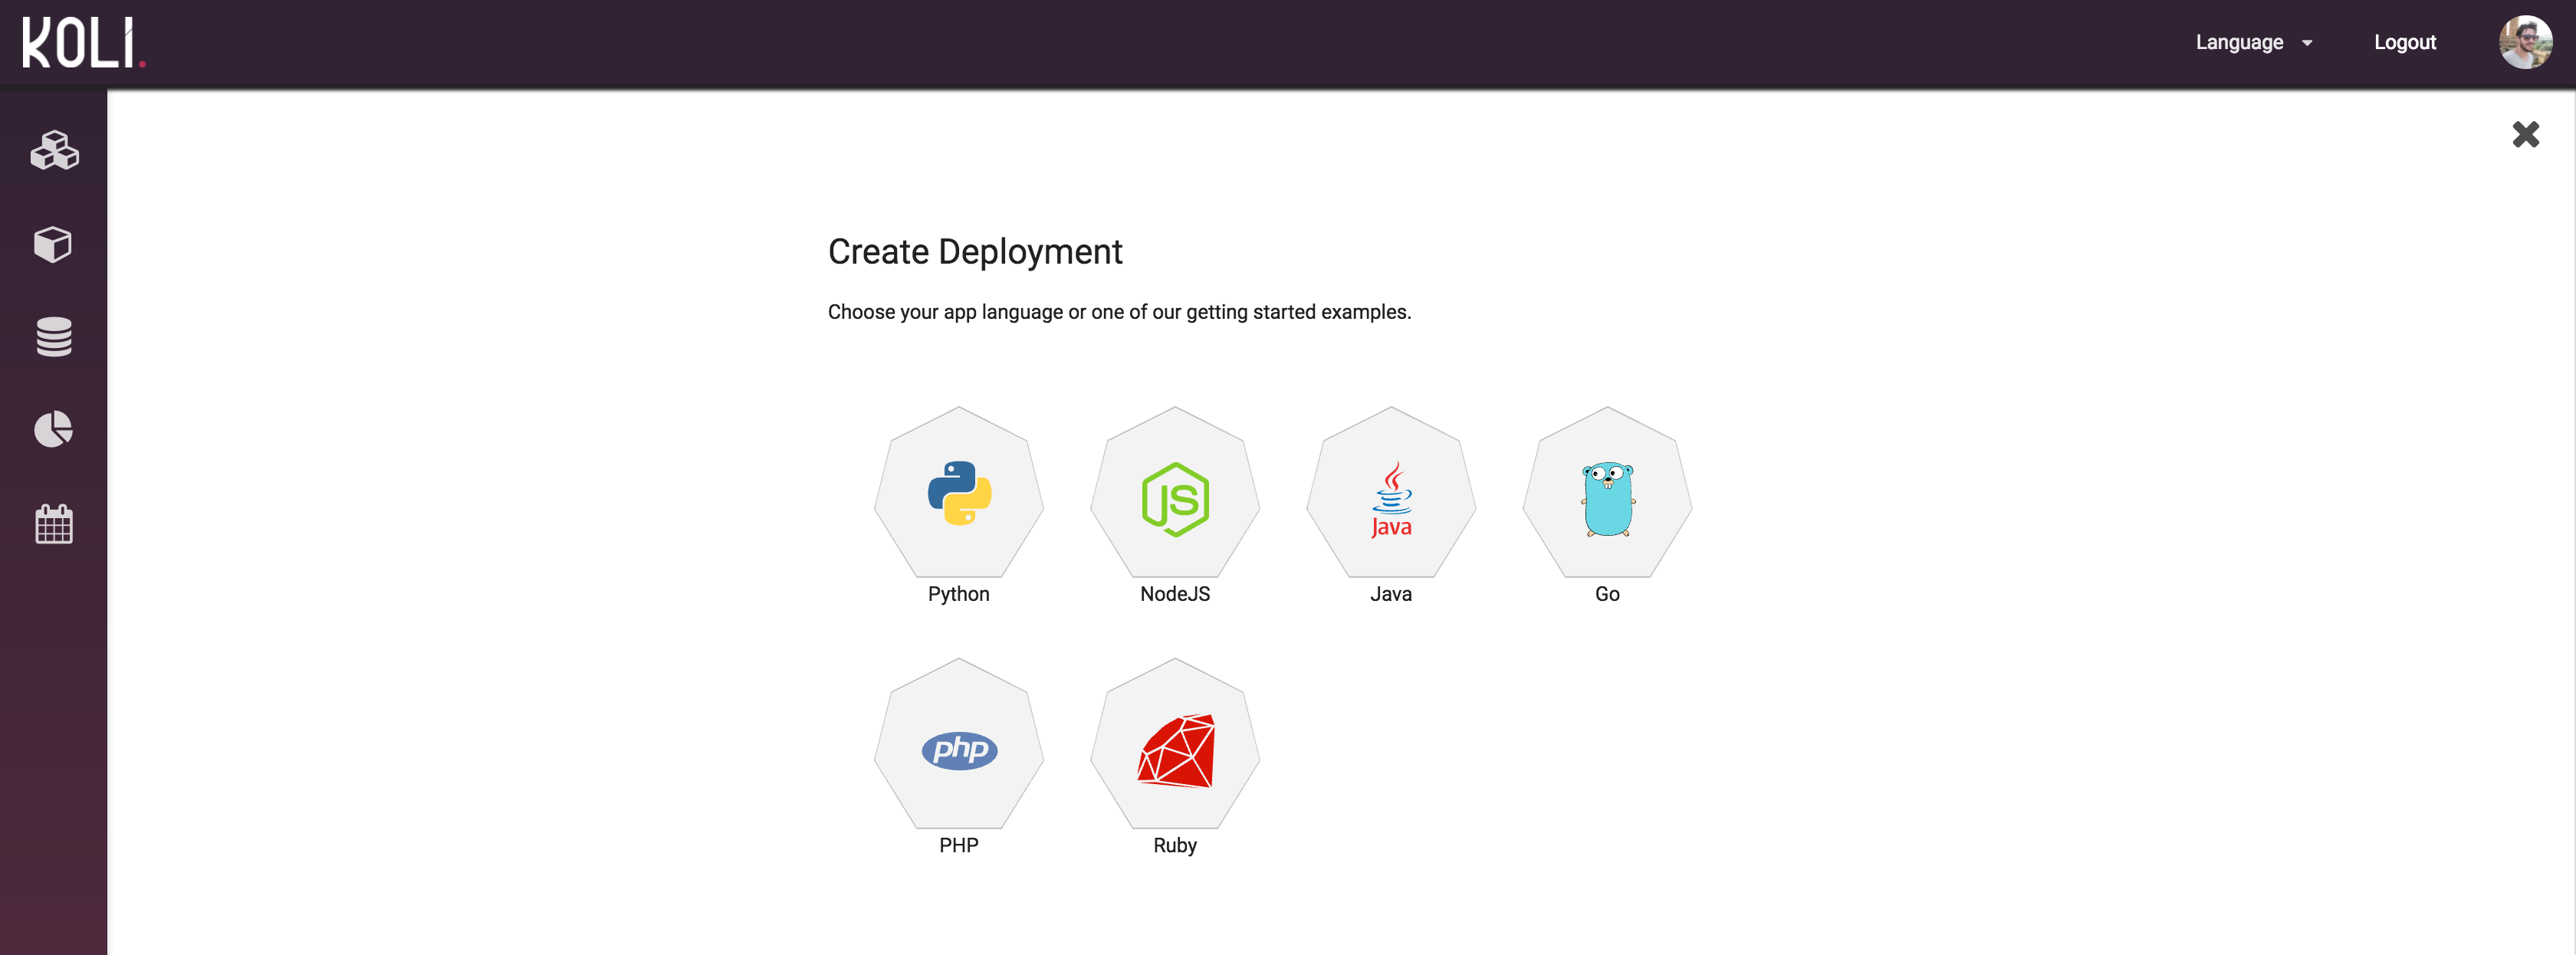 KOLI.
Language
Logout
Create Deployment
Choose your app language or one of our getting started examples.
JS
Java
Python
NodeJS
Java
Go
php
PHP
Ruby